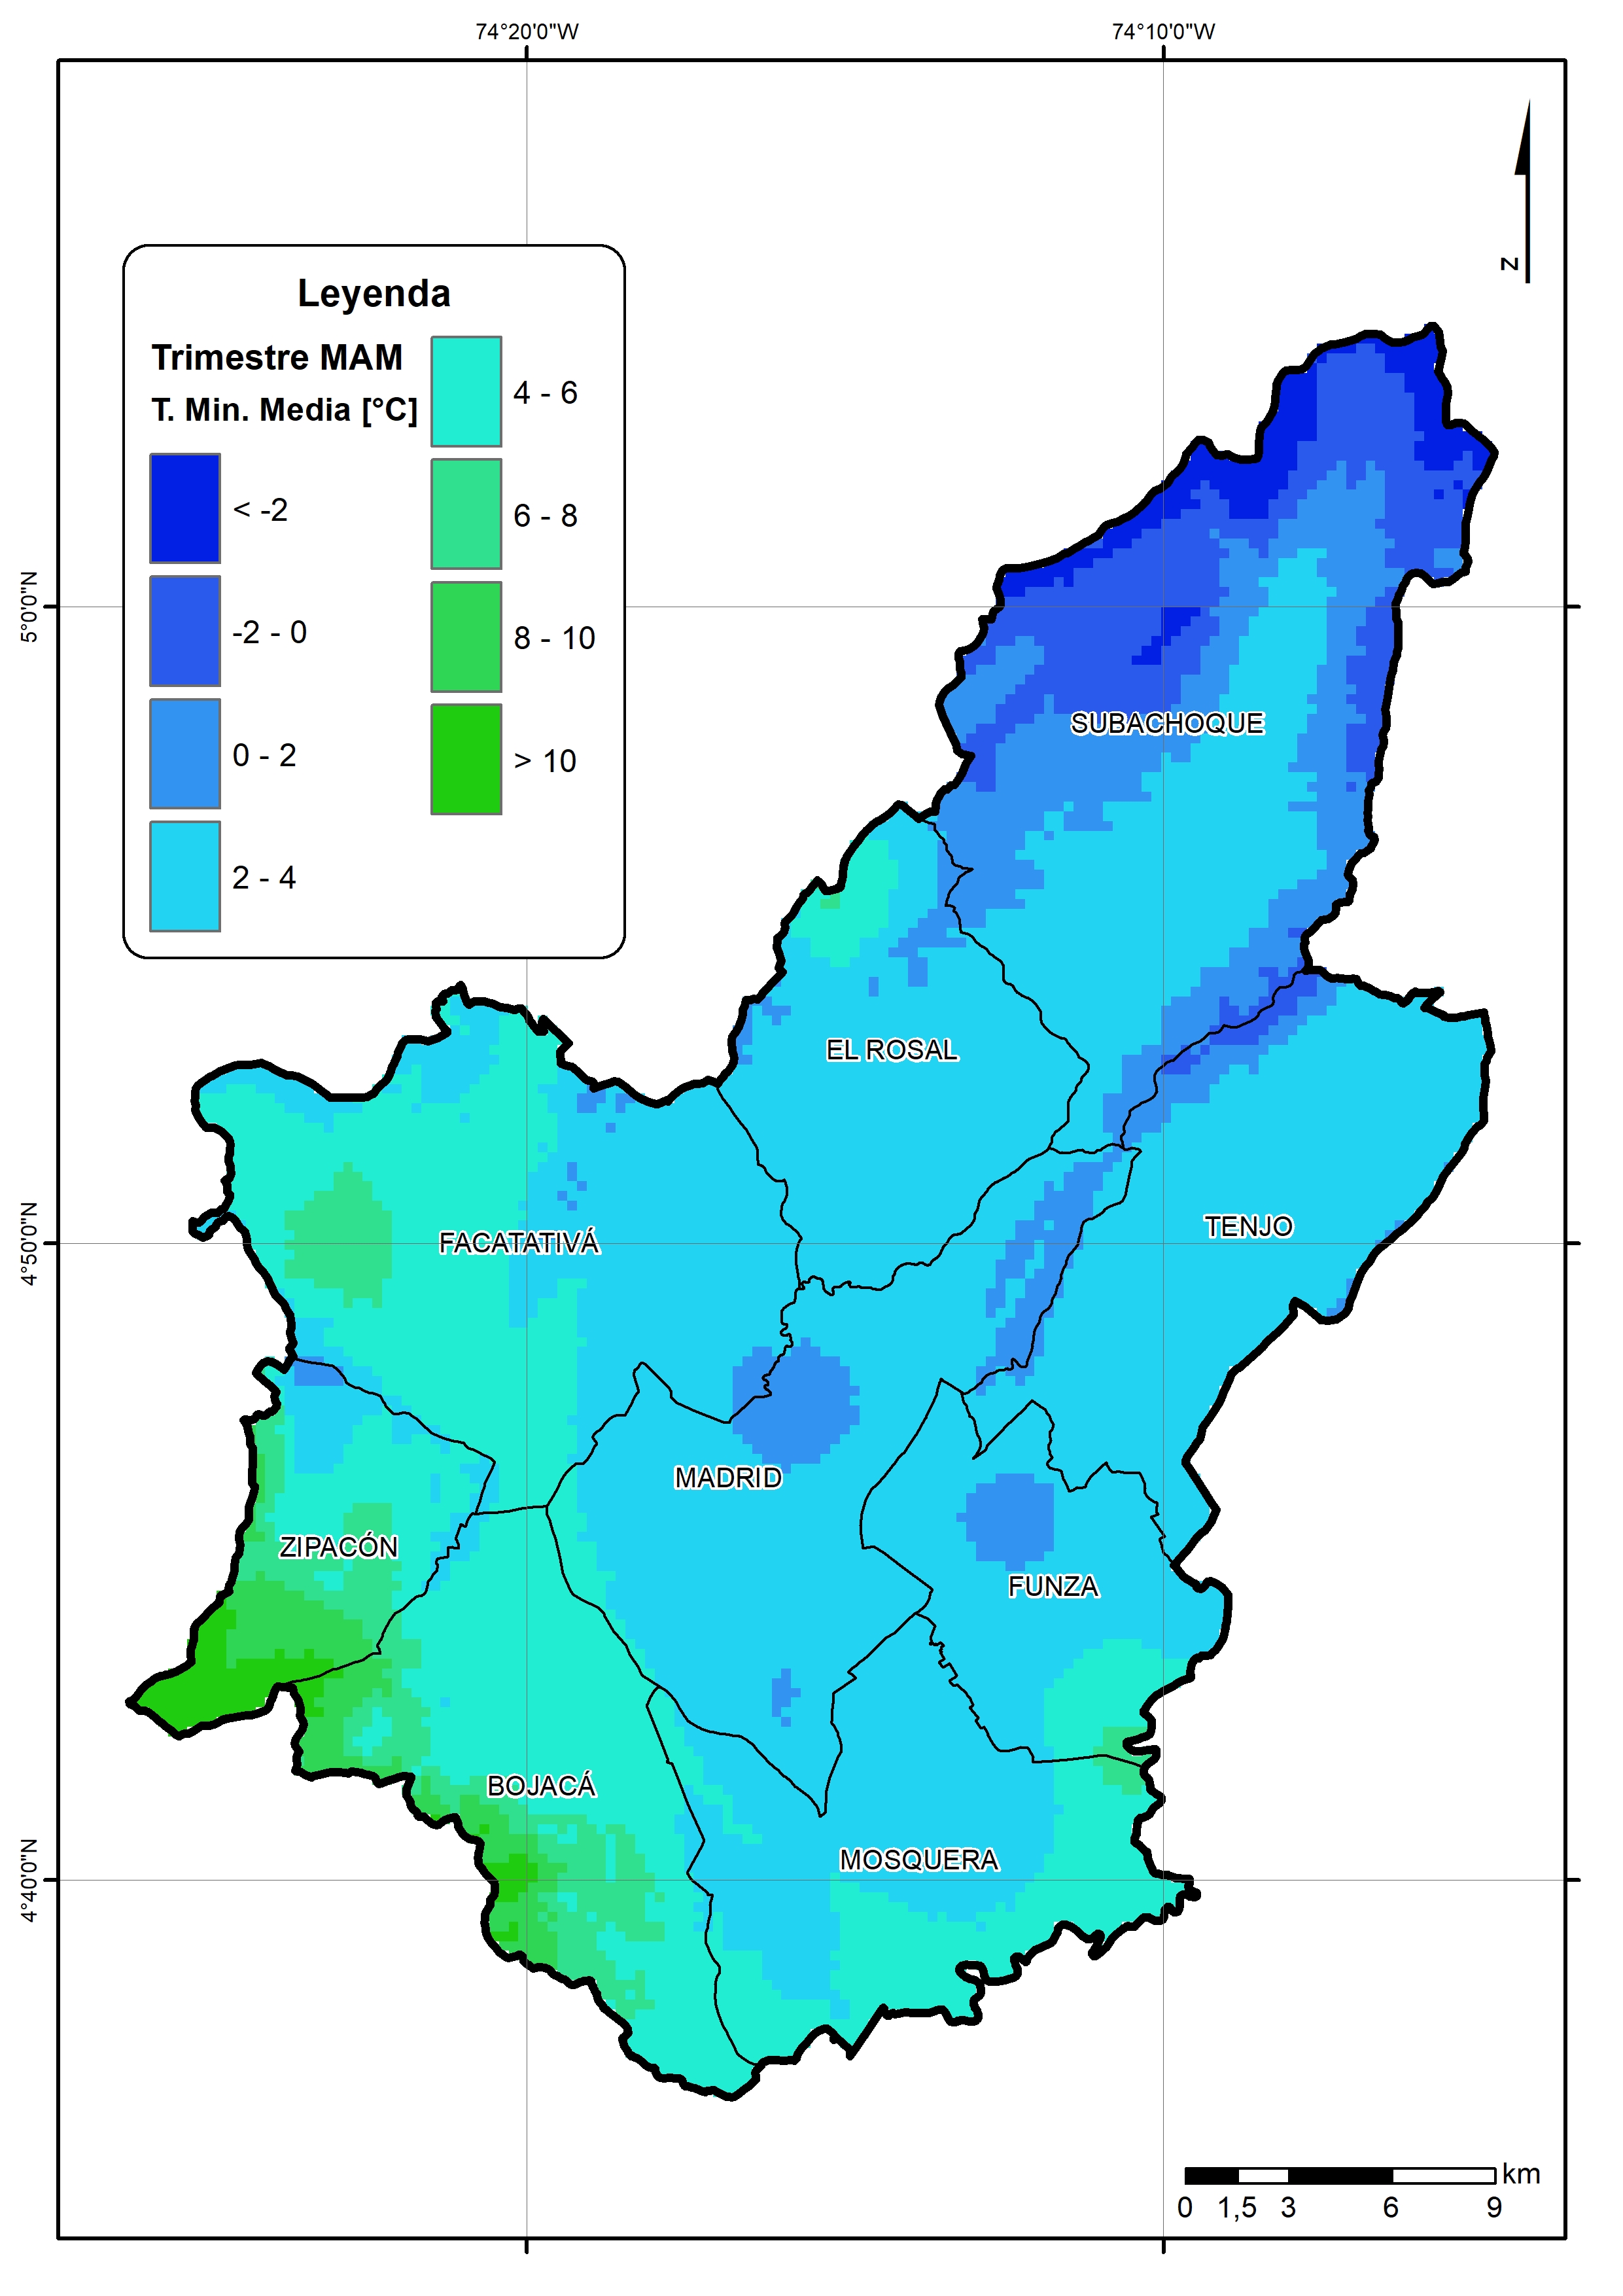 74°20'0"W
74°10'0"W
N
Leyenda
Trimestre MAM
T. Min. Media [°C]
< -2
-2 - 0
0 - 2
2 - 4
4 - 6
6 - 8
8 - 10
> 10
5°0'0"N
SUBACHOQUE
EL ROSAL
TENJO
4°50'0"N
FACATATIVÁ
MADRID
ZIPACÓN
FUNZA
BOJACÁ
MOSQUERA
4°40'0"N
km
0 1,5 3 6 9